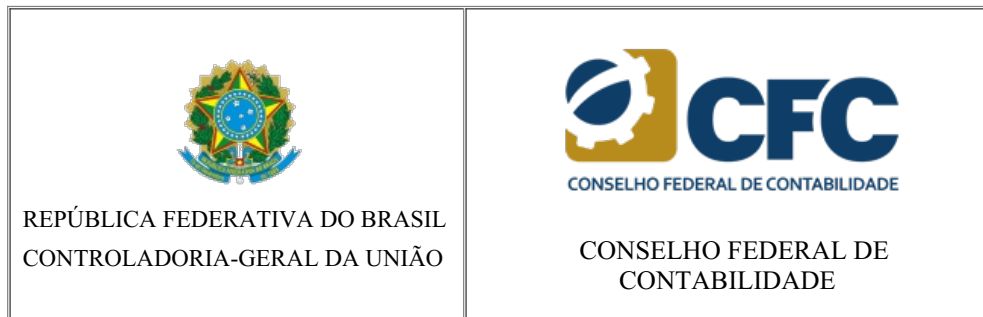 REPÚBLICA FEDERATIVA DO BRASIL
CONTROLADORIA-GERAL DA UNIÃO
CFC
CONSELHO FEDERAL DE CONTABILIDADE
CONSELHO FEDERAL DE
CONTABILIDADE